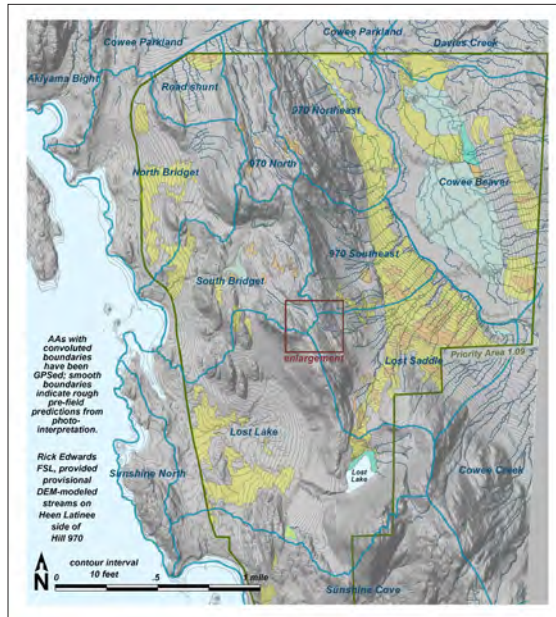 Cowee Parkland
Cowee Parkland
Davies Creek
Akiyama Bight
Road shunt
970 Northeast
970 North
North Bridget
Cowee Beaver
970 Southeast
South Bridget
enlargement
Priority Area 1.09
Lost Saddle
AAs with
convoluted
boundaries
have been
GPSed; smooth
boundaries
indicate rough
pre-field
predictions from
photo-
interpretation.
Lost Lake
Lost
Lake
Cowee Creek
Sunshine North
Rick Edwards
FSL, provided
provisional
DEM-modeled
streams on
Heen Latinee
side of
Hill 970
N
contour interval
10 feet
0 .5 1 mile
Sunshine Cove